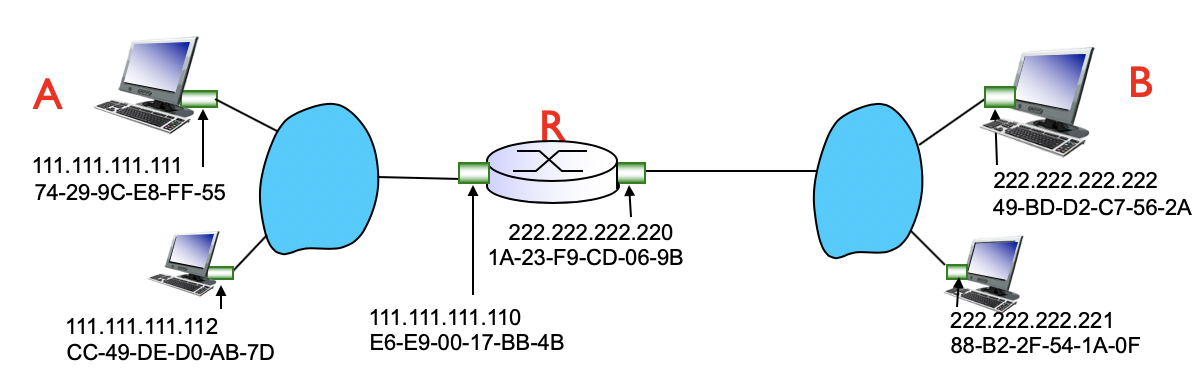 A
B
R
111.111.111.111
74-29-9C-E8-FF-55
222.222.222.222
49-BD-D2-C7-56-2A
222.222.222.220
1A-23-F9-CD-06-9B
111.111.111.112
CC-49-DE-D0-AB-7D
111.111.111.110
E6-E9-00-17-BB-4B
222.222.222.221
88-B2-2F-54-1A-0F